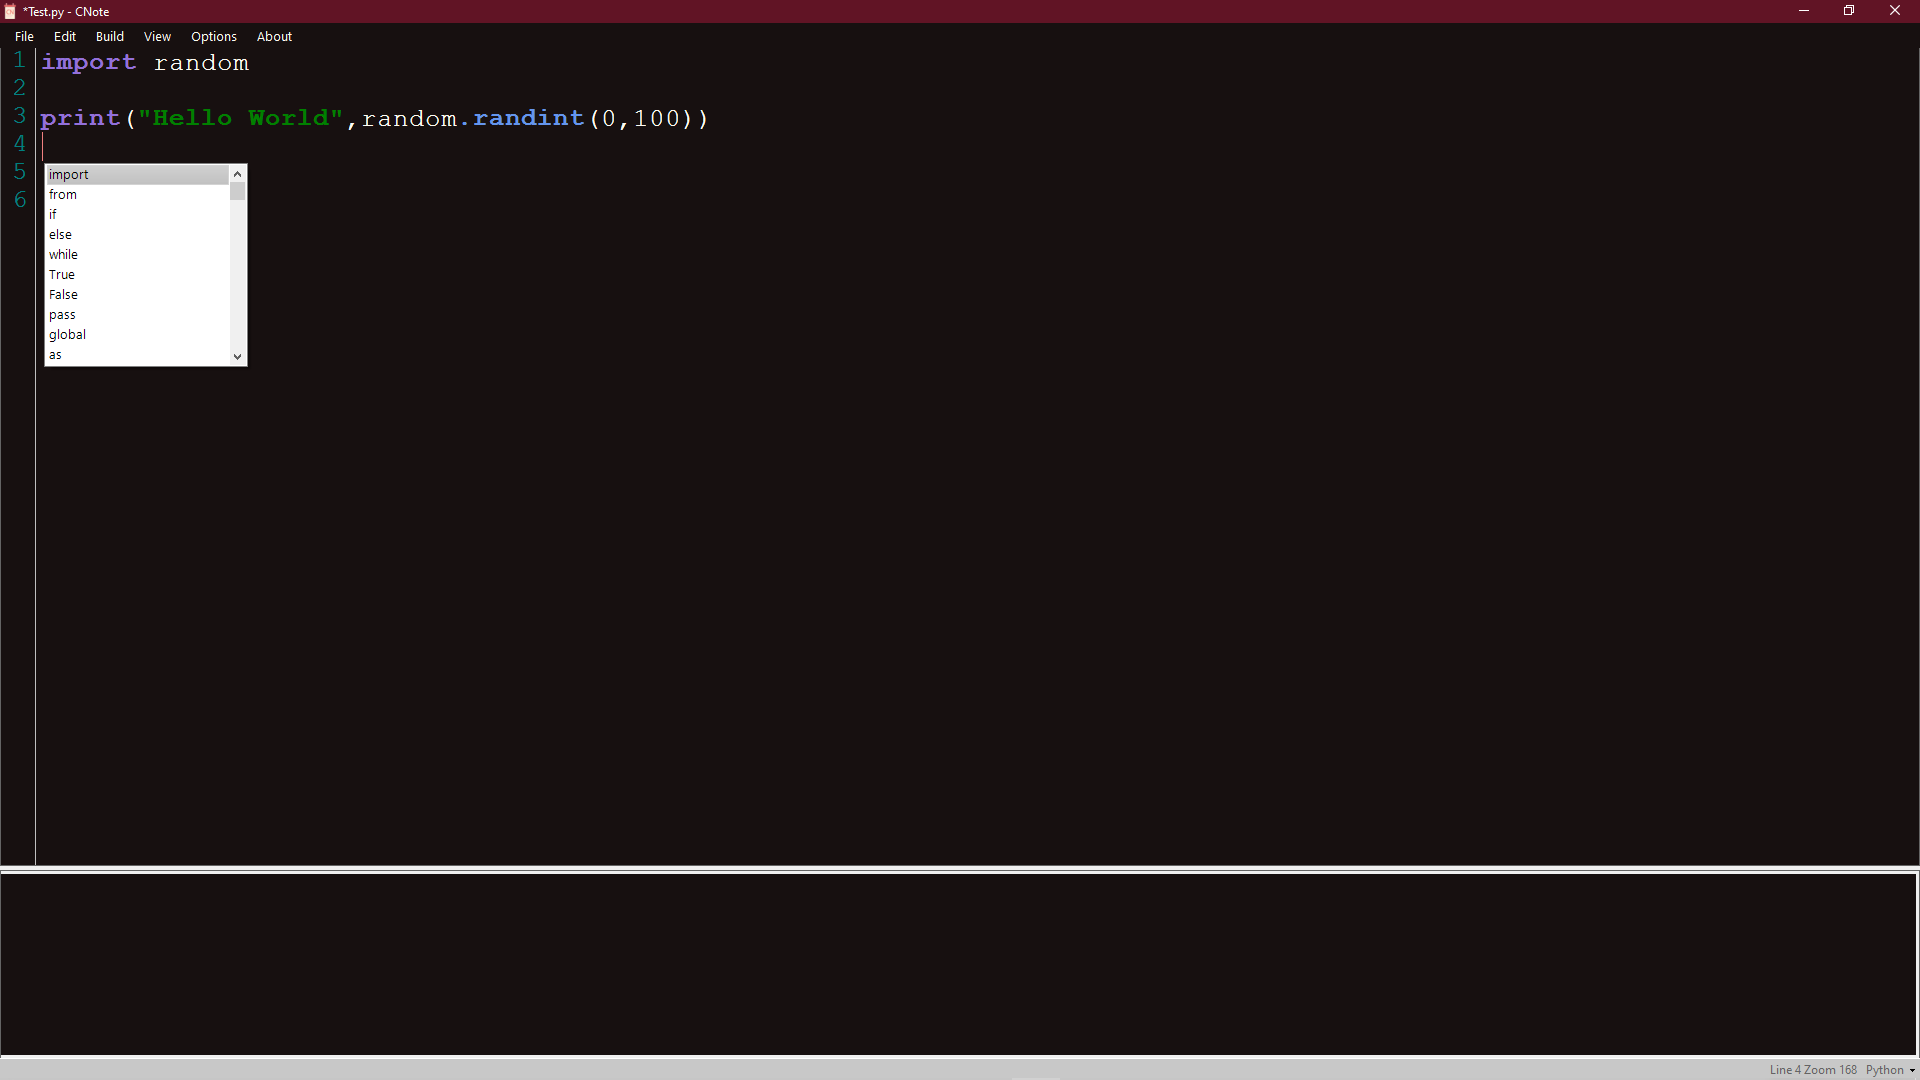 *Test.py - CNote
File Edit Build View Options About
1 import random
2
3 print("Hello World",random.randint(0,100))
4
5
6
import
from
if
else
while
True
False
pass
global
as
Line 4 Zoom 168 Python